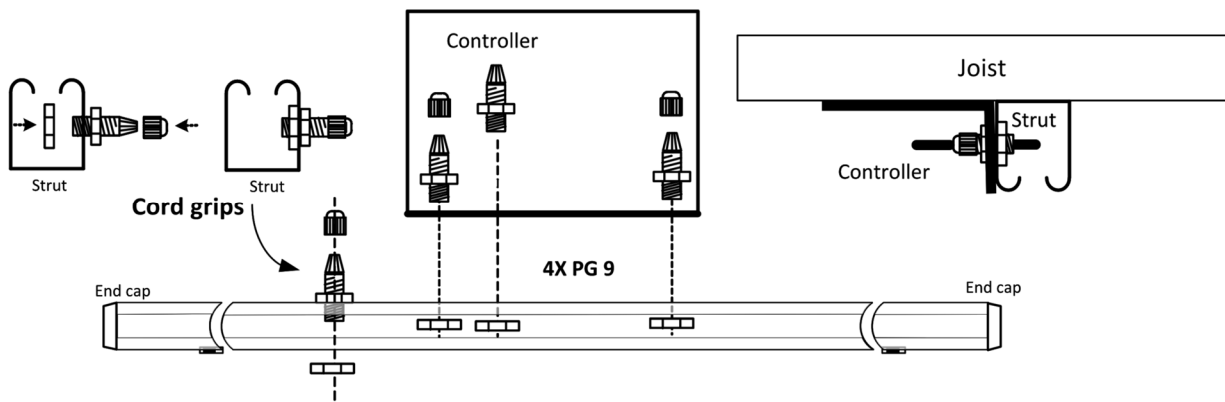 Controller
Joist
Strut
Controller
Strut
Strut
Cord grips
4X PG 9
End cap
End cap